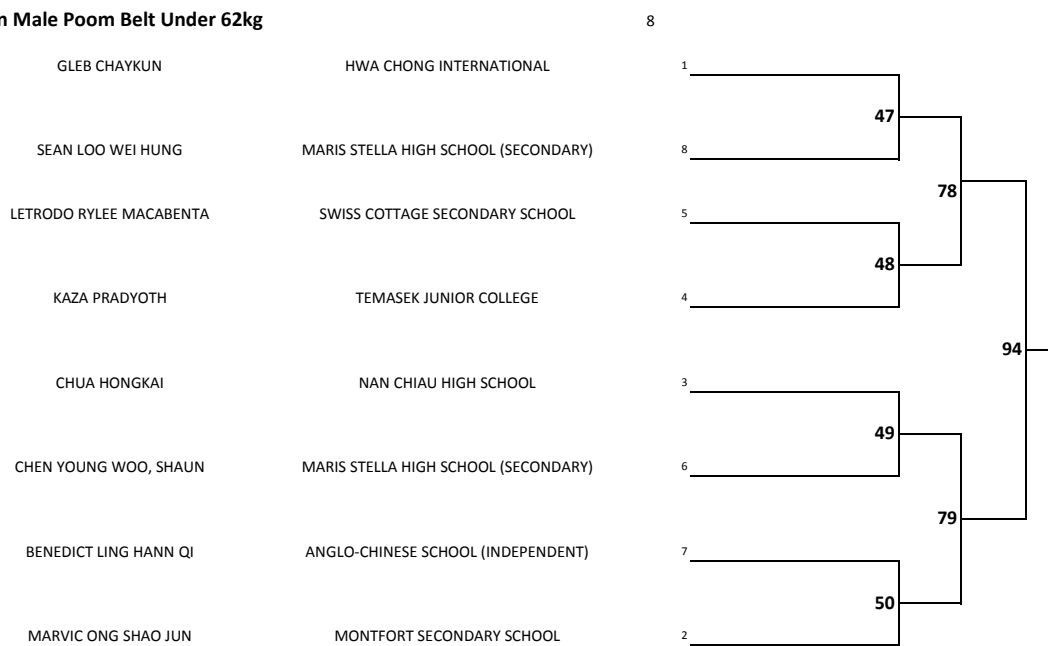 Male Poom Belt Under 62kg 8
GLEB CHAYKUN HWA CHONG INTERNATIONAL 1
47
SEAN LOO WEI HUNG MARIS STELLA HIGH SCHOOL (SECONDARY) 8
78
LETRODO RYLEE MACABENTA SWISS COTTAGE SECONDARY SCHOOL 5
48
KAZA PRADYOTH TEMASEK JUNIOR COLLEGE 4
94
CHUA HONGKAI NAN CHIAU HIGH SCHOOL 3
49
CHEN YOUNG WOO, SHAUN MARIS STELLA HIGH SCHOOL (SECONDARY) 6
79
BENEDICT LING HANN QI ANGLO-CHINESE SCHOOL (INDEPENDENT) 7
50
MARVIC ONG SHAO JUN MONTFORT SECONDARY SCHOOL 2